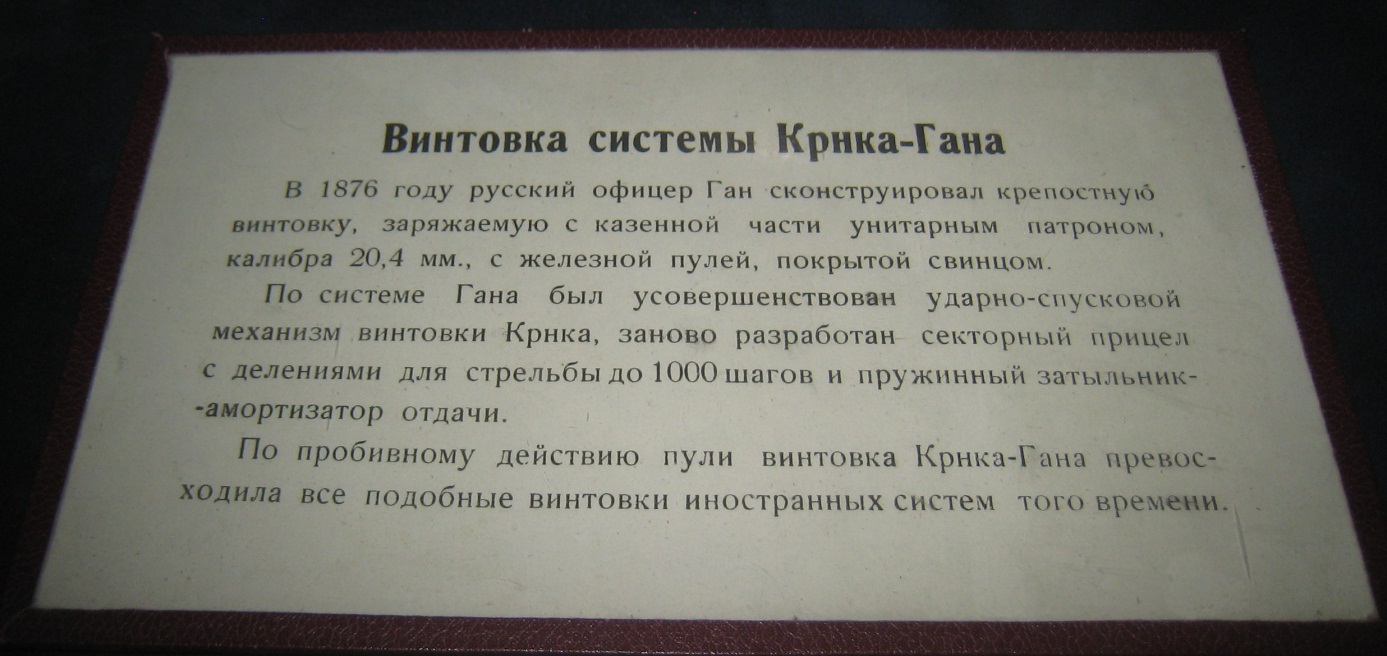 Винтовка системы Крнка-Гана
В 1876 году русский офицер Ган сконструировал крепостную
винтовку, заряжаемую с казенной части унитарным патроном,
калибра 20,4 мм., с железной пулей, покрытой свинцом.
По системе Гана был усовершенствован ударно-спусковой
механизм винтовки Крнка, заново разработан секторный прицел
с делениями для стрельбы до 1000 шагов и пружинный затыльник-
-амортизатор отдачи.
По пробивному действию пули винтовка Крнка-Гана превос-
ходила все подобные винтовки иностранных систем того времени.